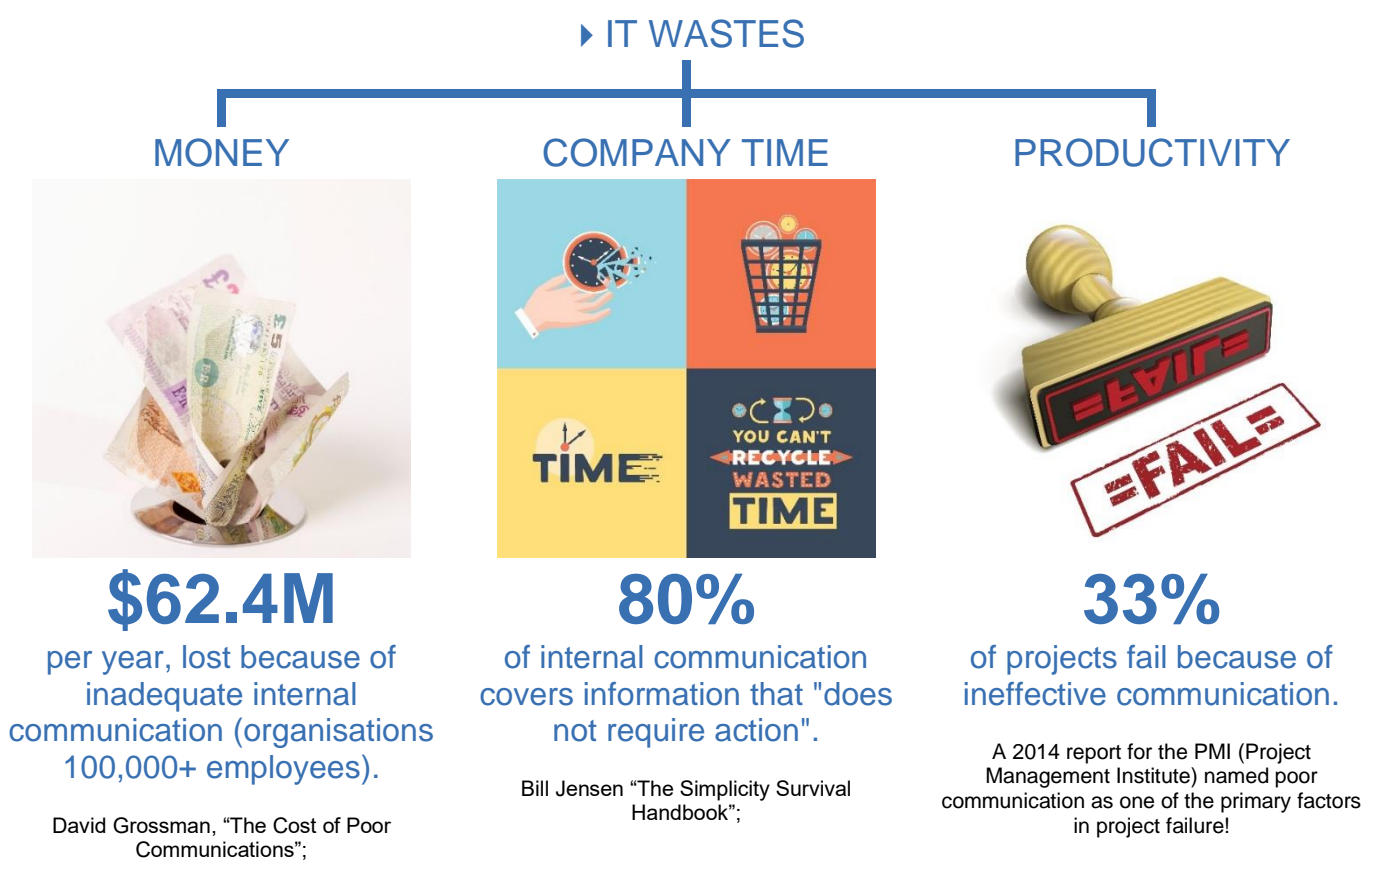 IT WASTES
MONEY
COMPANY TIME
PRODUCTIVITY
£5
TIME
YOU CAN'T
RECYCLE
WASTED
TIME
=FAIL=
=FAIL=
$62.4M
per year, lost because of
inadequate internal
communication (organisations
100,000+ employees).
David Grossman, “The Cost of Poor
Communications”;
80%
of internal communication
covers information that "does
not require action".
Bill Jensen “The Simplicity Survival
Handbook”;
33%
of projects fail because of
ineffective communication.
A 2014 report for the PMI (Project
Management Institute) named poor
communication as one of the primary factors
in project failure!